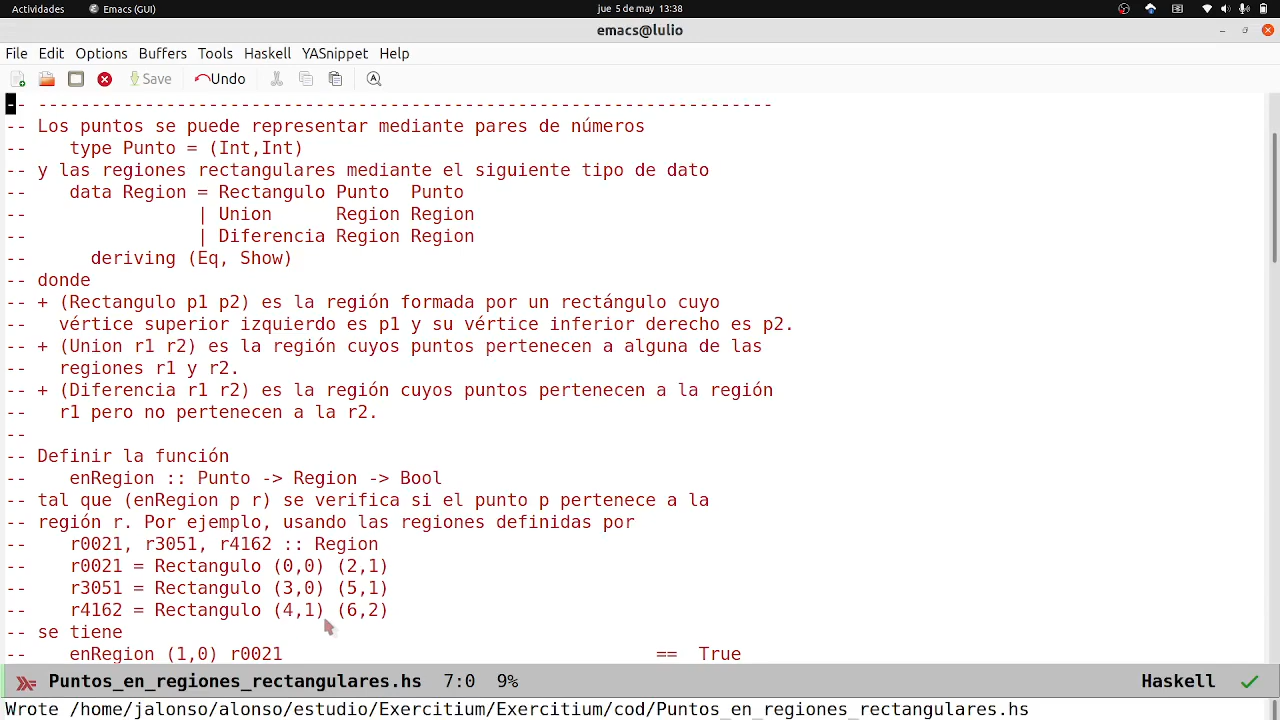 Actividades Emacs (GUI) jue 5 de may 13:38
emacs@lulio
File Edit Options Buffers Tools Haskell YASnippet Help
Save Undo
-- ---------------------------------------------------------------------
-- Los puntos se puede representar mediante pares de números
--    type Punto = (Int,Int)
-- y las regiones rectangulares mediante el siguiente tipo de dato
--    data Region = Rectangulo Punto  Punto
--                | Union      Region Region
--                | Diferencia Region Region
--      deriving (Eq, Show)
-- donde
-- + (Rectangulo p1 p2) es la región formada por un rectángulo cuyo
--   vértice superior izquierdo es p1 y su vértice inferior derecho es p2.
-- + (Union r1 r2) es la región cuyos puntos pertenecen a alguna de las
--   regiones r1 y r2.
-- + (Diferencia r1 r2) es la región cuyos puntos pertenecen a la región
--   r1 pero no pertenecen a la r2.
--
-- Definir la función
--    enRegion :: Punto -> Region -> Bool
-- tal que (enRegion p r) se verifica si el punto p pertenece a la
-- región r. Por ejemplo, usando las regiones definidas por
--    r0021, r3051, r4162 :: Region
--    r0021 = Rectangulo (0,0) (2,1)
--    r3051 = Rectangulo (3,0) (5,1)
--    r4162 = Rectangulo (4,1) (6,2)
-- se tiene
--    enRegion (1,0) r0021                                   ==  True
Puntos_en_regiones_rectangulares.hs 7:0 9% Haskell
Wrote /home/jalonso/alonso/estudio/Exercitium/Exercitium/cod/Puntos_en_regiones_rectangulares.hs